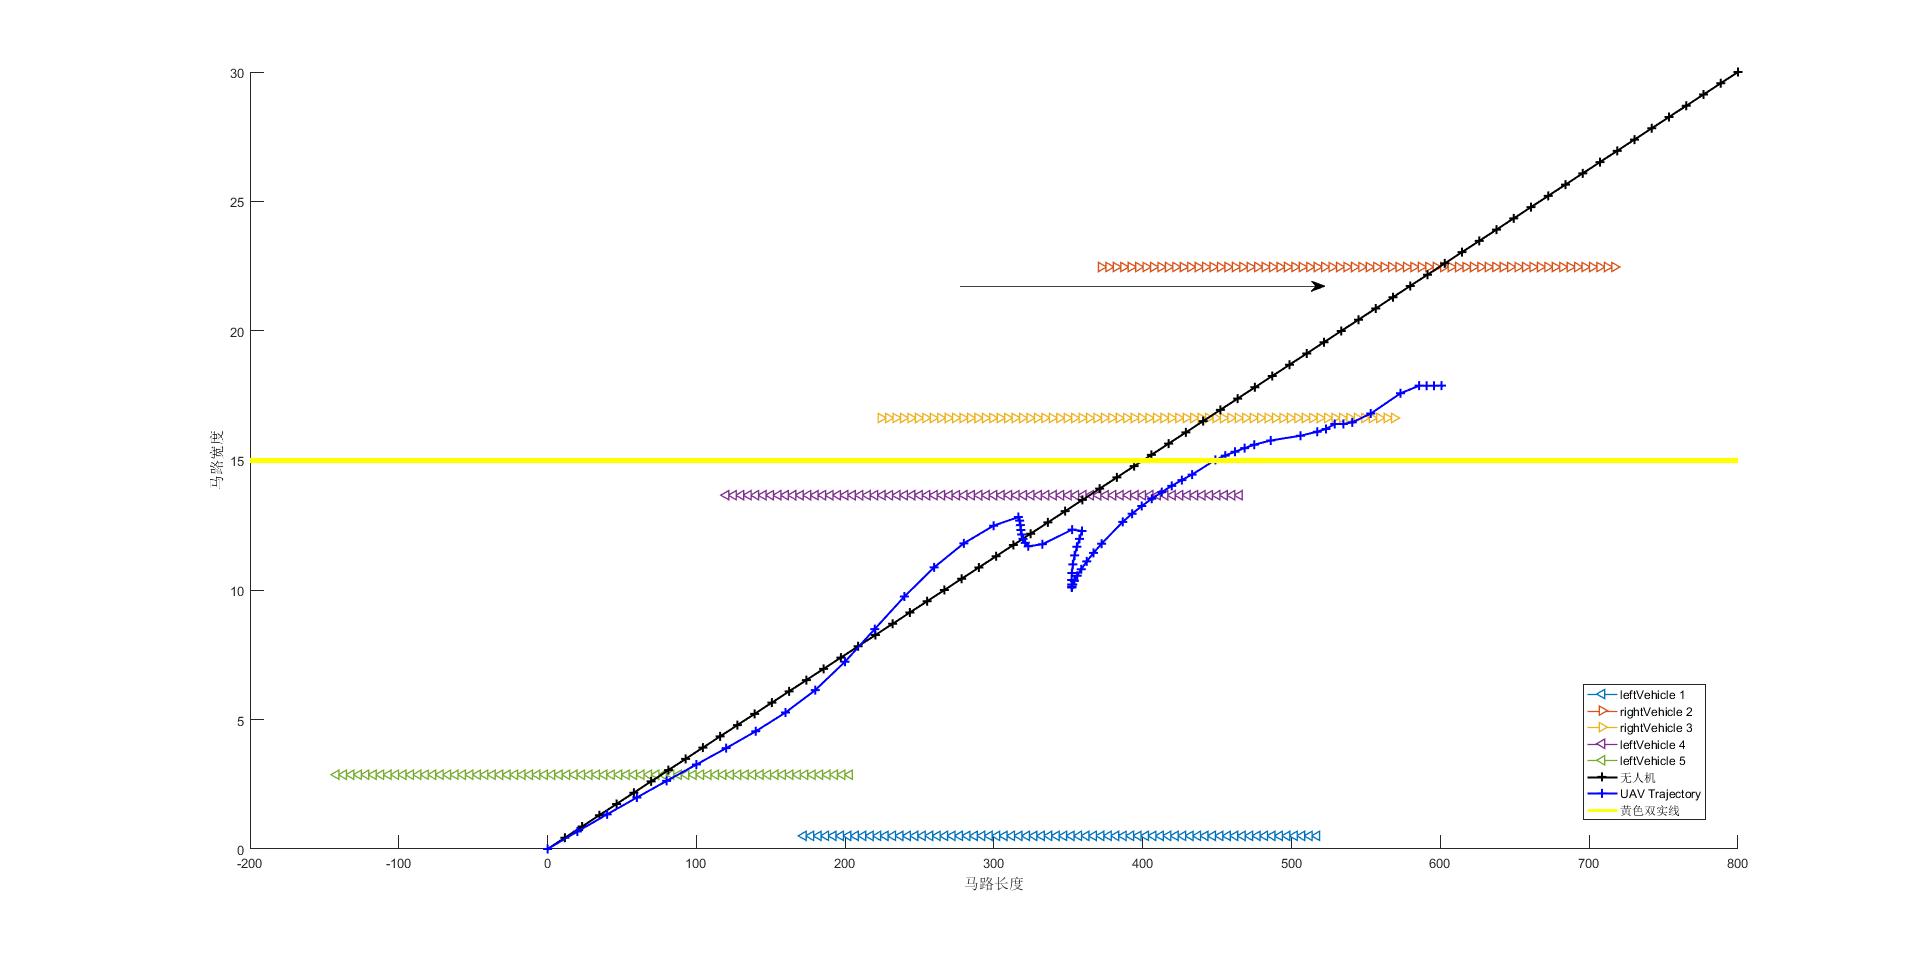 30
25
20
15
10
5
0
马路宽度
-200 -100 0 100 200 300 400 500 600 700 800
马路长度
leftVehicle 1
rightVehicle 2
rightVehicle 3
leftVehicle 4
leftVehicle 5
无人机
UAV Trajectory
黄色双实线